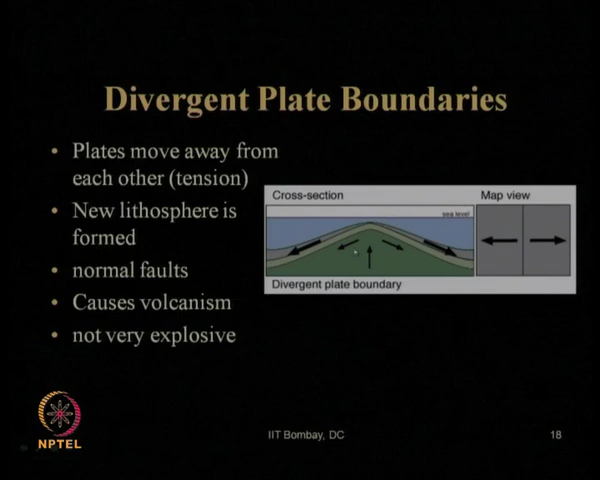 Divergent Plate Boundaries
• Plates move away from
each other (tension)
• New lithosphere is
formed
• normal faults
• Causes volcanism
• not very explosive
Cross-section
Map view
sea level
Divergent plate boundary
NPTEL
IIT Bombay, DC
18